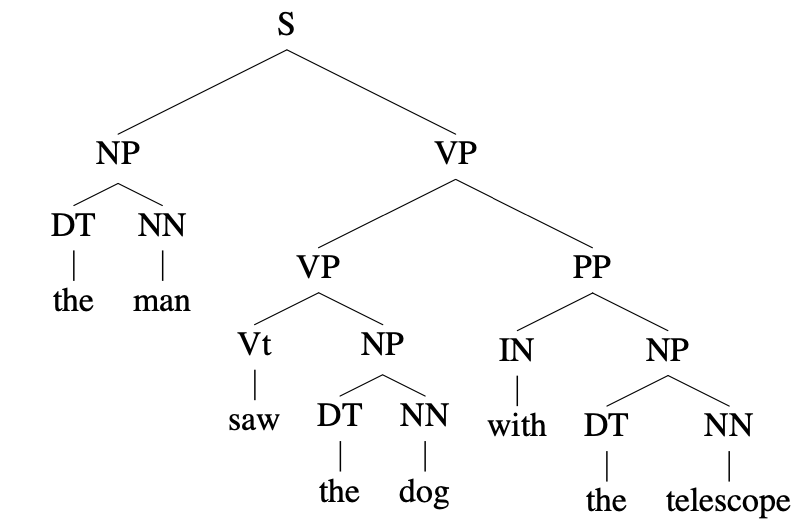 S
NP VP
DT NN
the man
VP PP
Vt NP IN NP
saw DT NN with DT NN
the dog the telescope